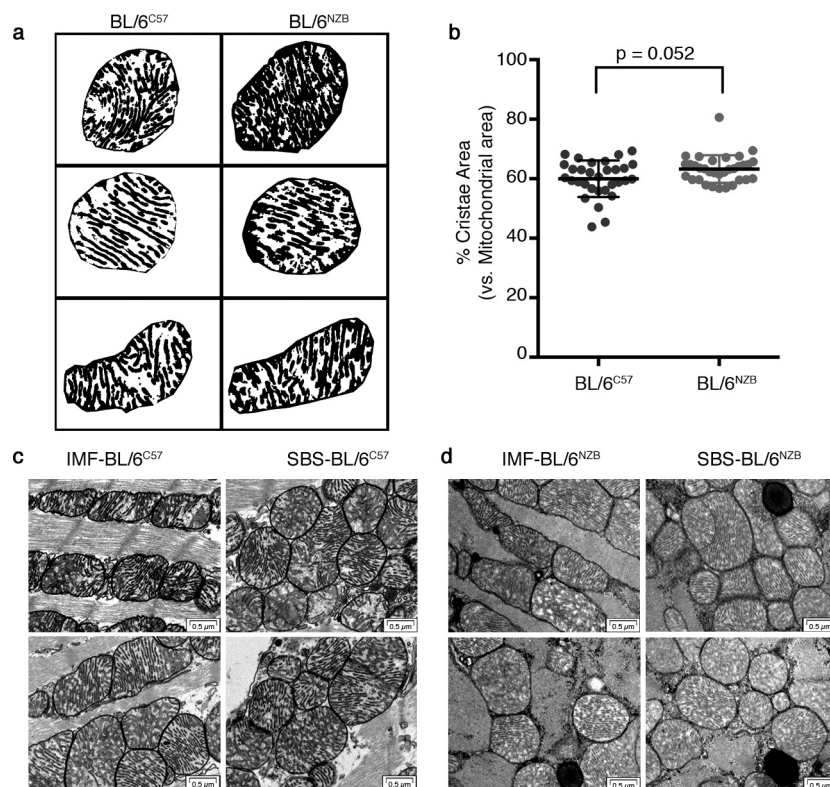 a
BL/6C57
BL/6NZB
b
100
80
60
40
20
0
% Cristae Area
(vs. Mitochondrial area)
p = 0.052
BL/6C57
BL/6NZB
c
IMF-BL/6C57
SBS-BL/6C57
d
IMF-BL/6NZB
SBS-BL/6NZB
0.5 μm
0.5 μm
0.5 μm
0.5 μm
0.5 μm
0.5 μm
0.5 μm
0.5 μm